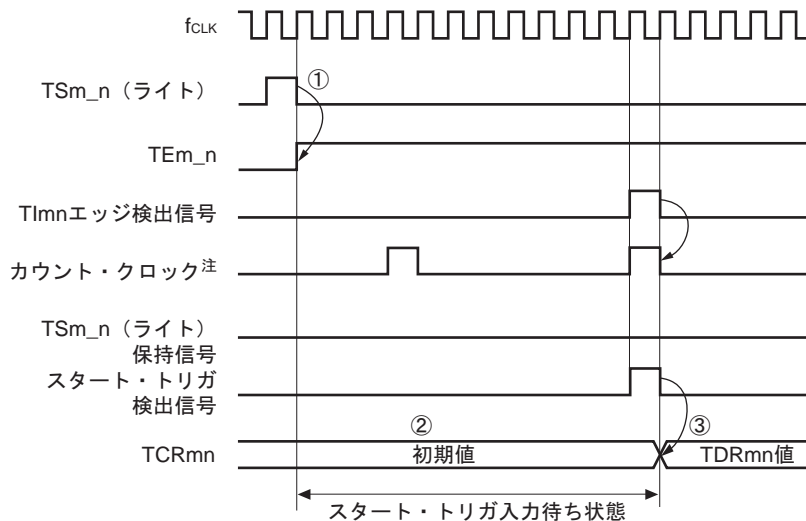 fCLK
TSm_n（ライト）
①
TEm_n
TImnエッジ検出信号
カウント・クロック注
TSm_n（ライト）
保持信号
スタート・トリガ
検出信号
②
③
TCRmn
初期値
TDRmn値
スタート・トリガ入力待ち状態